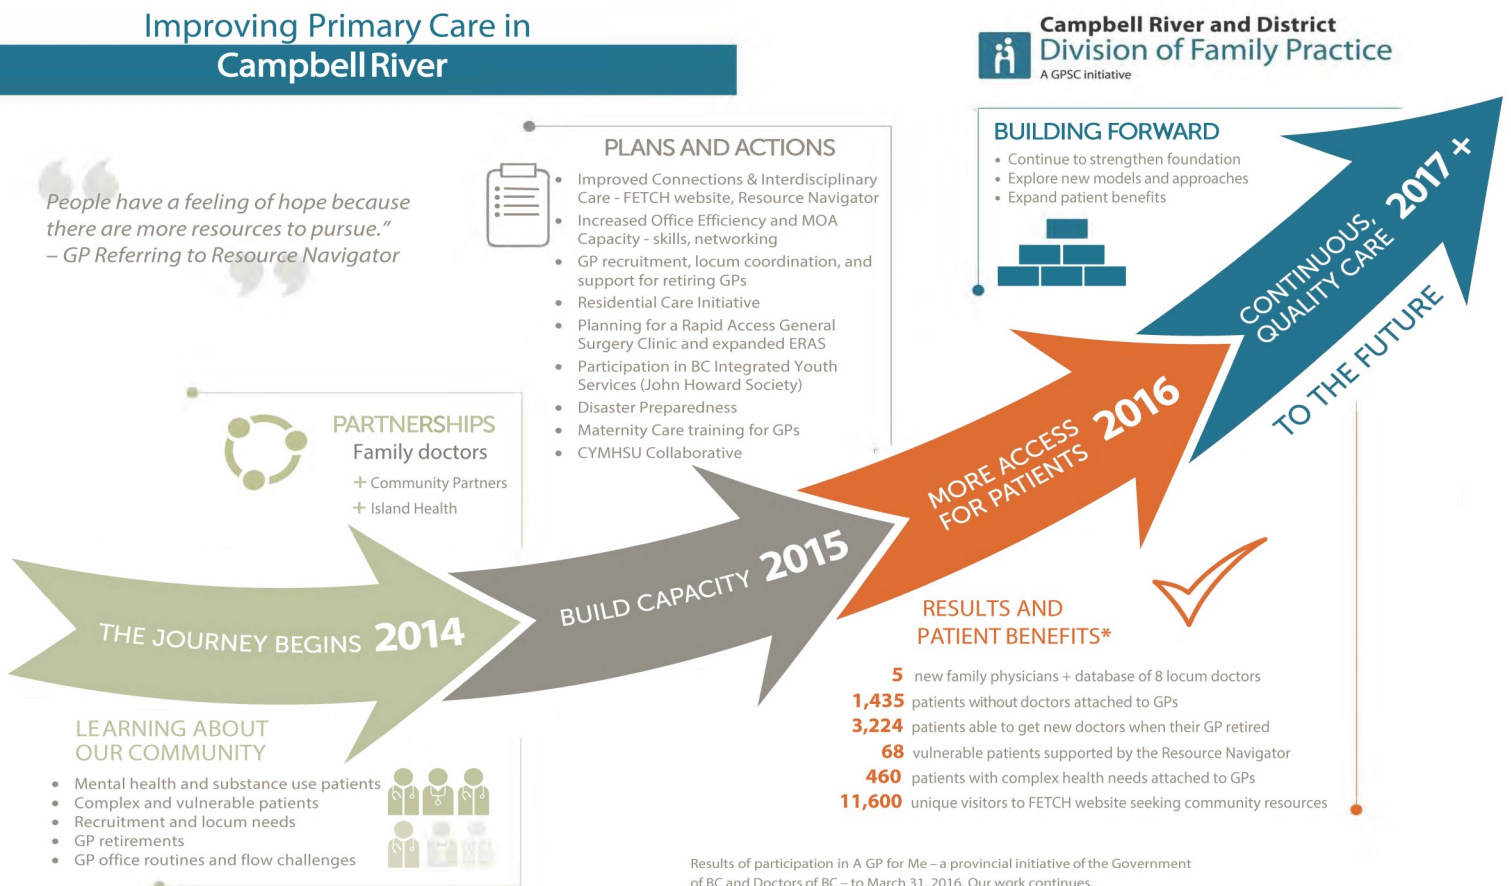 Improving Primary Care in
Campbell River
Campbell River and District
Division of Family Practice
A GPSC initiative
People have a feeling of hope because
there are more resources to pursue.”
– GP Referring to Resource Navigator
PLANS AND ACTIONS
• Improved Connections & Interdisciplinary
Care - FETCH website, Resource Navigator
• Increased Office Efficiency and MOA
Capacity - skills, networking
• GP recruitment, locum coordination, and
support for retiring GPs
• Residential Care Initiative
• Planning for a Rapid Access General
Surgery Clinic and expanded ERAS
• Participation in BC Integrated Youth
Services (John Howard Society)
• Disaster Preparedness
• Maternity Care training for GPs
• CYMHSU Collaborative
BUILDING FORWARD
• Continue to strengthen foundation
• Explore new models and approaches
• Expand patient benefits
PARTNERSHIPS
Family doctors
+ Community Partners
+ Island Health
THE JOURNEY BEGINS 2014
BUILD CAPACITY 2015
MORE ACCESS
FOR PATIENTS 2016
CONTINUOUS,
QUALITY CARE 2017 +
TO THE FUTURE
LEARNING ABOUT
OUR COMMUNITY
• Mental health and substance use patients
• Complex and vulnerable patients
• Recruitment and locum needs
• GP retirements
• GP office routines and flow challenges
RESULTS AND
PATIENT BENEFITS*
5 new family physicians + database of 8 locum doctors
1,435 patients without doctors attached to GPs
3,224 patients able to get new doctors when their GP retired
68 vulnerable patients supported by the Resource Navigator
460 patients with complex health needs attached to GPs
11,600 unique visitors to FETCH website seeking community resources
Results of participation in A GP for Me – a provincial initiative of the Government
of BC and Doctors of BC – to March 31, 2016. Our work continues.